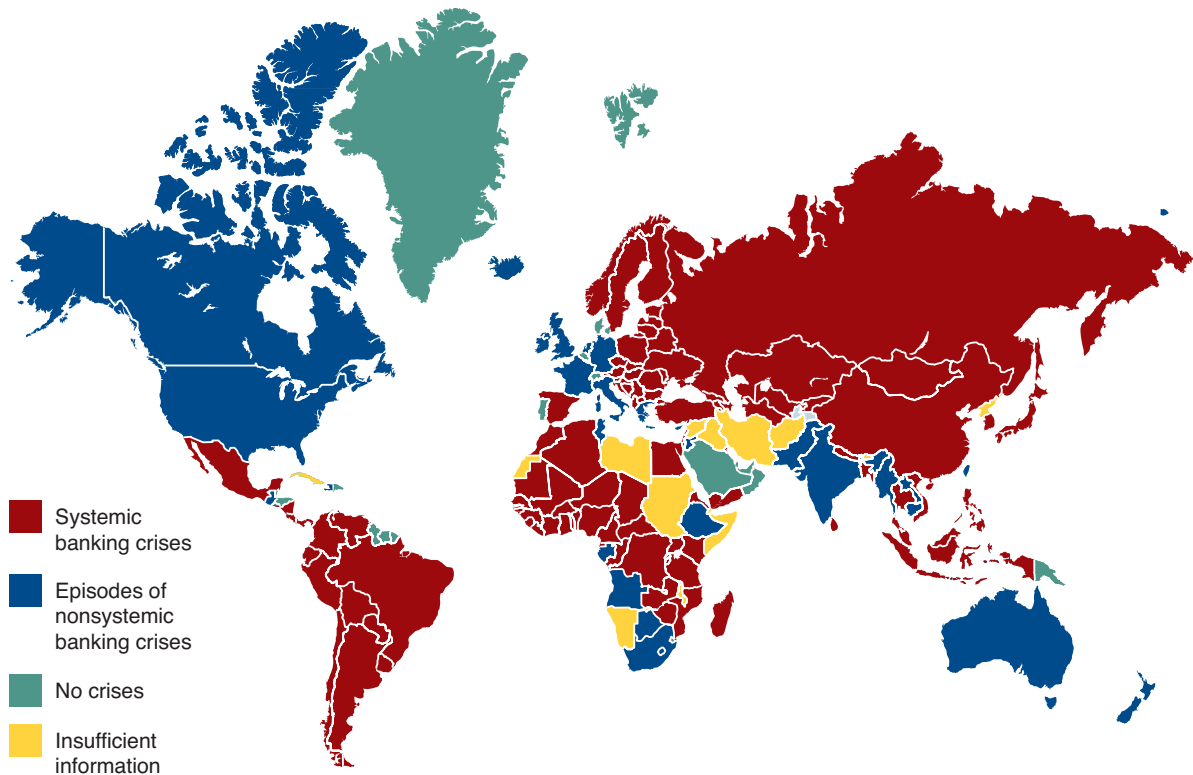 Systemic
banking crises
Episodes of
nonsystemic
banking crises
No crises
Insufficient
information